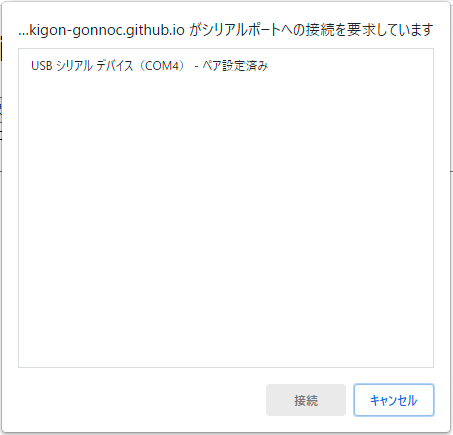 ...kigon-gonnoc.github.io がシリアルポートへの接続を要求しています
USB シリアル デバイス（COM4） - ペア設定済み
接続
キャンセル